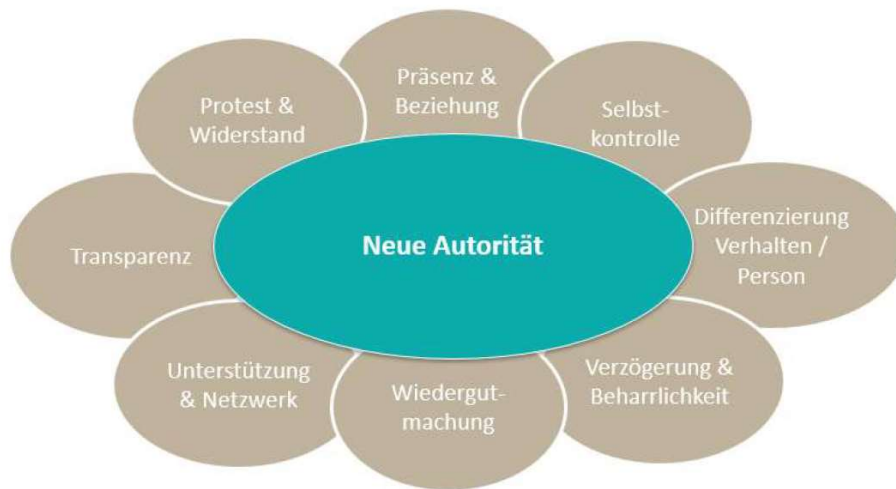 Präsenz &
Beziehung
Protest &
Widerstand
Selbst-
kontrolle
Neue Autorität
Differenzierung
Verhalten /
Person
Transparenz
Unterstützung
& Netzwerk
Wiedergut-
machung
Verzögerung &
Beharrlichkeit